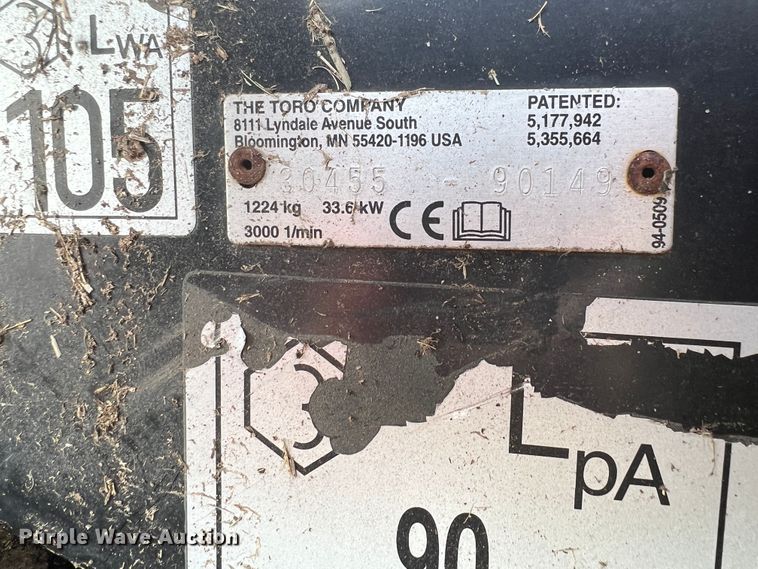 3 LWA
105
THE TORO COMPANY
8111 Lyndale Avenue South
Bloomington, MN 55420-1196 USA
PATENTED:
5,177,942
5,355,664
30455 - 90149
1224 kg 33.6 kW
3000 1/min
CE
94-0509
LpA
90
Purple Wave Auction